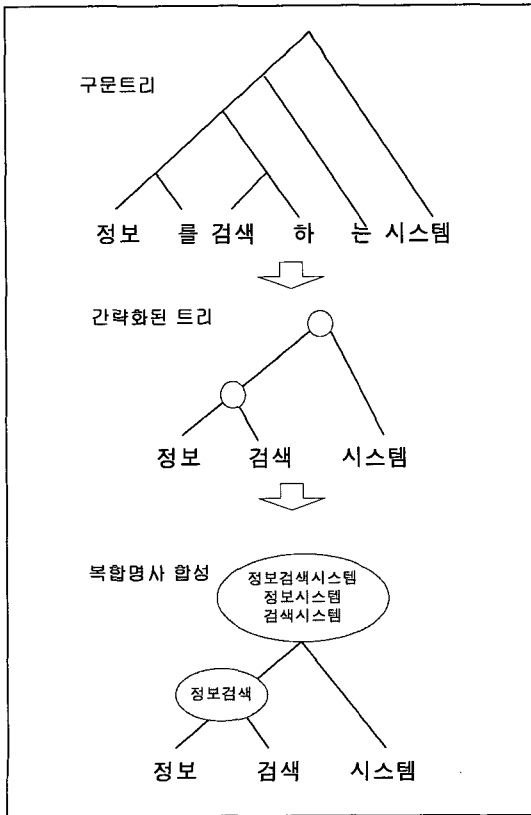 구문트리
정보 를 검색 하 는 시스템
간략화된 트리
정보 검색 시스템
복합명사 합성
정보검색시스템
정보시스템
검색시스템
정보검색
정보 검색 시스템